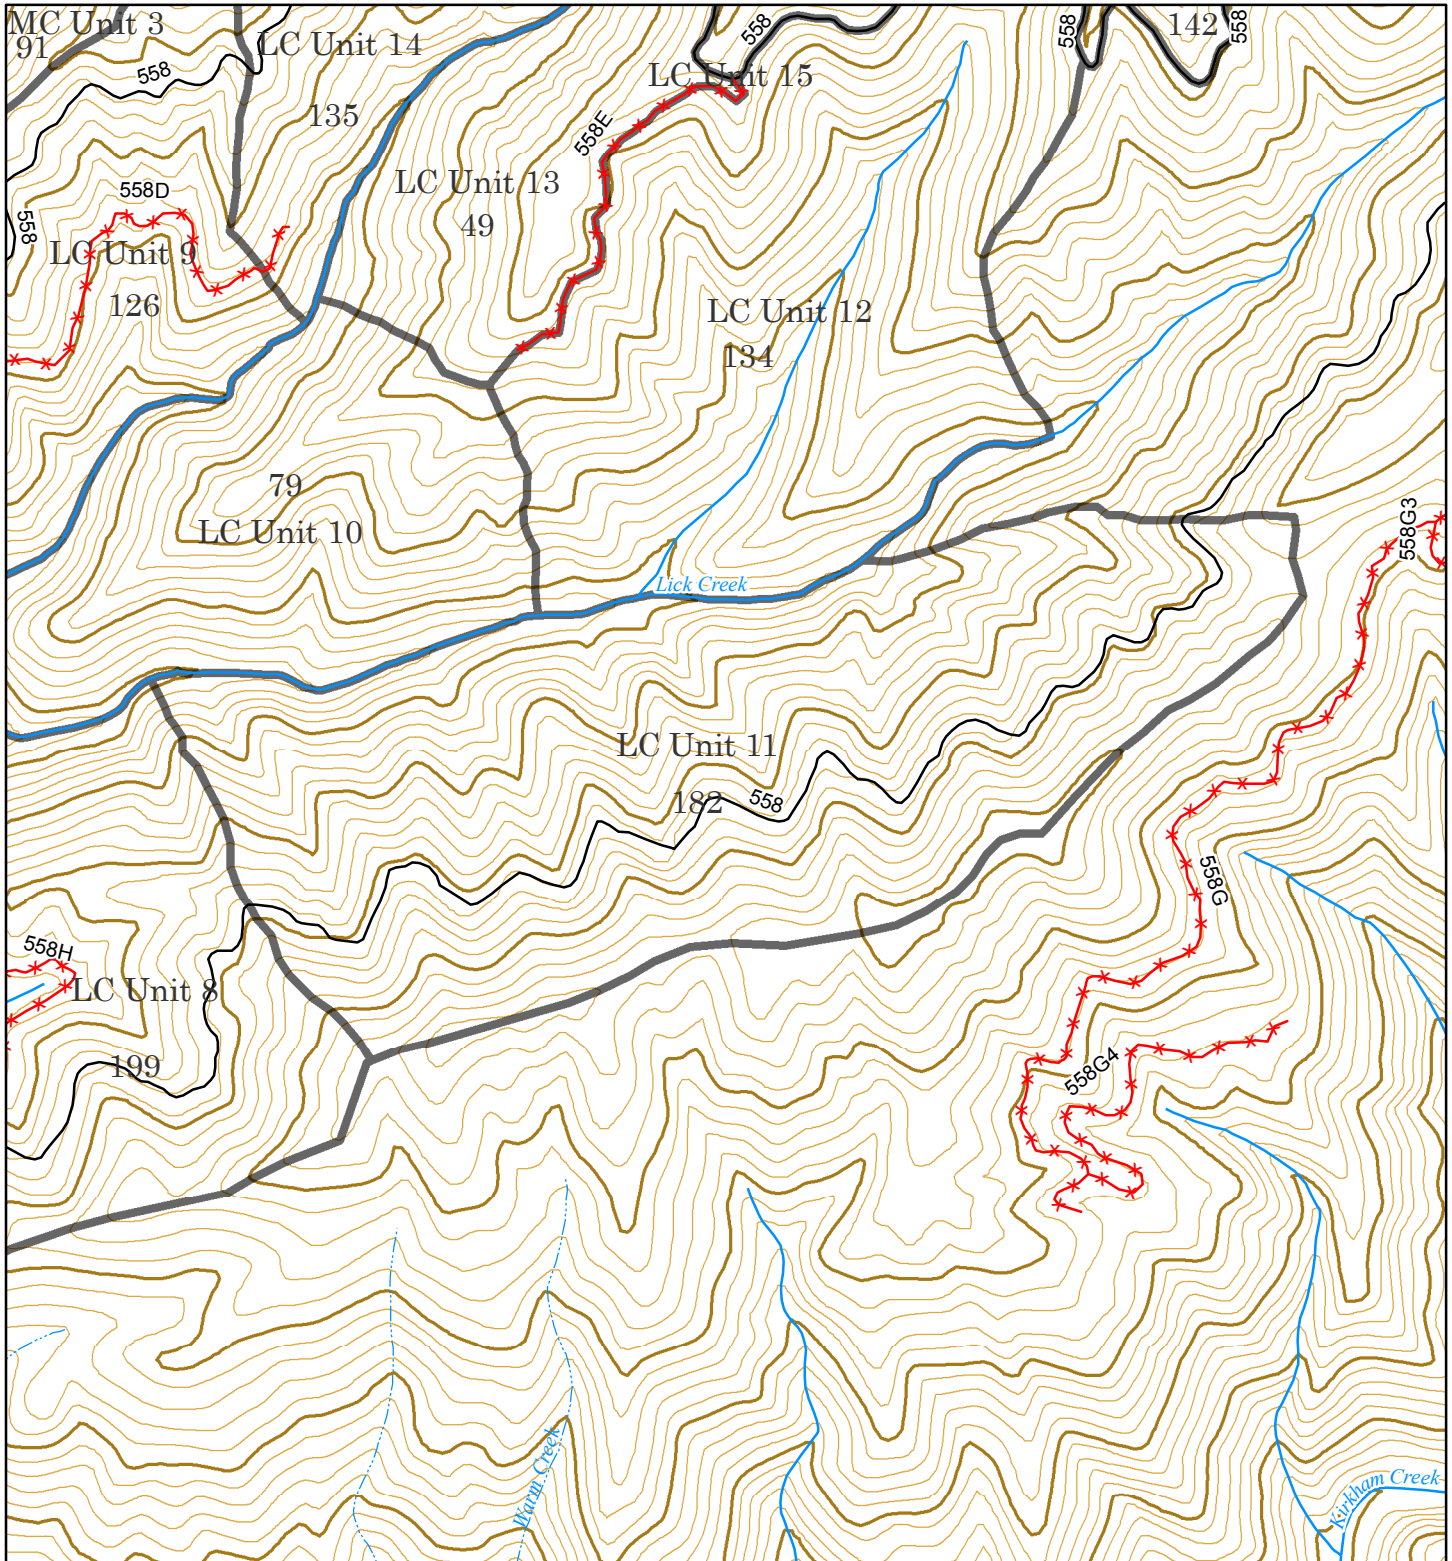 MC Unit 3
91
558
LC Unit 14
135
558
LC Unit 15
558
142
558
558E
LC Unit 13
49
558D
558
LC Unit 9
126
LC Unit 12
134
79
LC Unit 10
558G3
Lick Creek
LC Unit 11
182
558
558G
558H
LC Unit 8
199
558G4
Warm Creek
Kirkham Creek